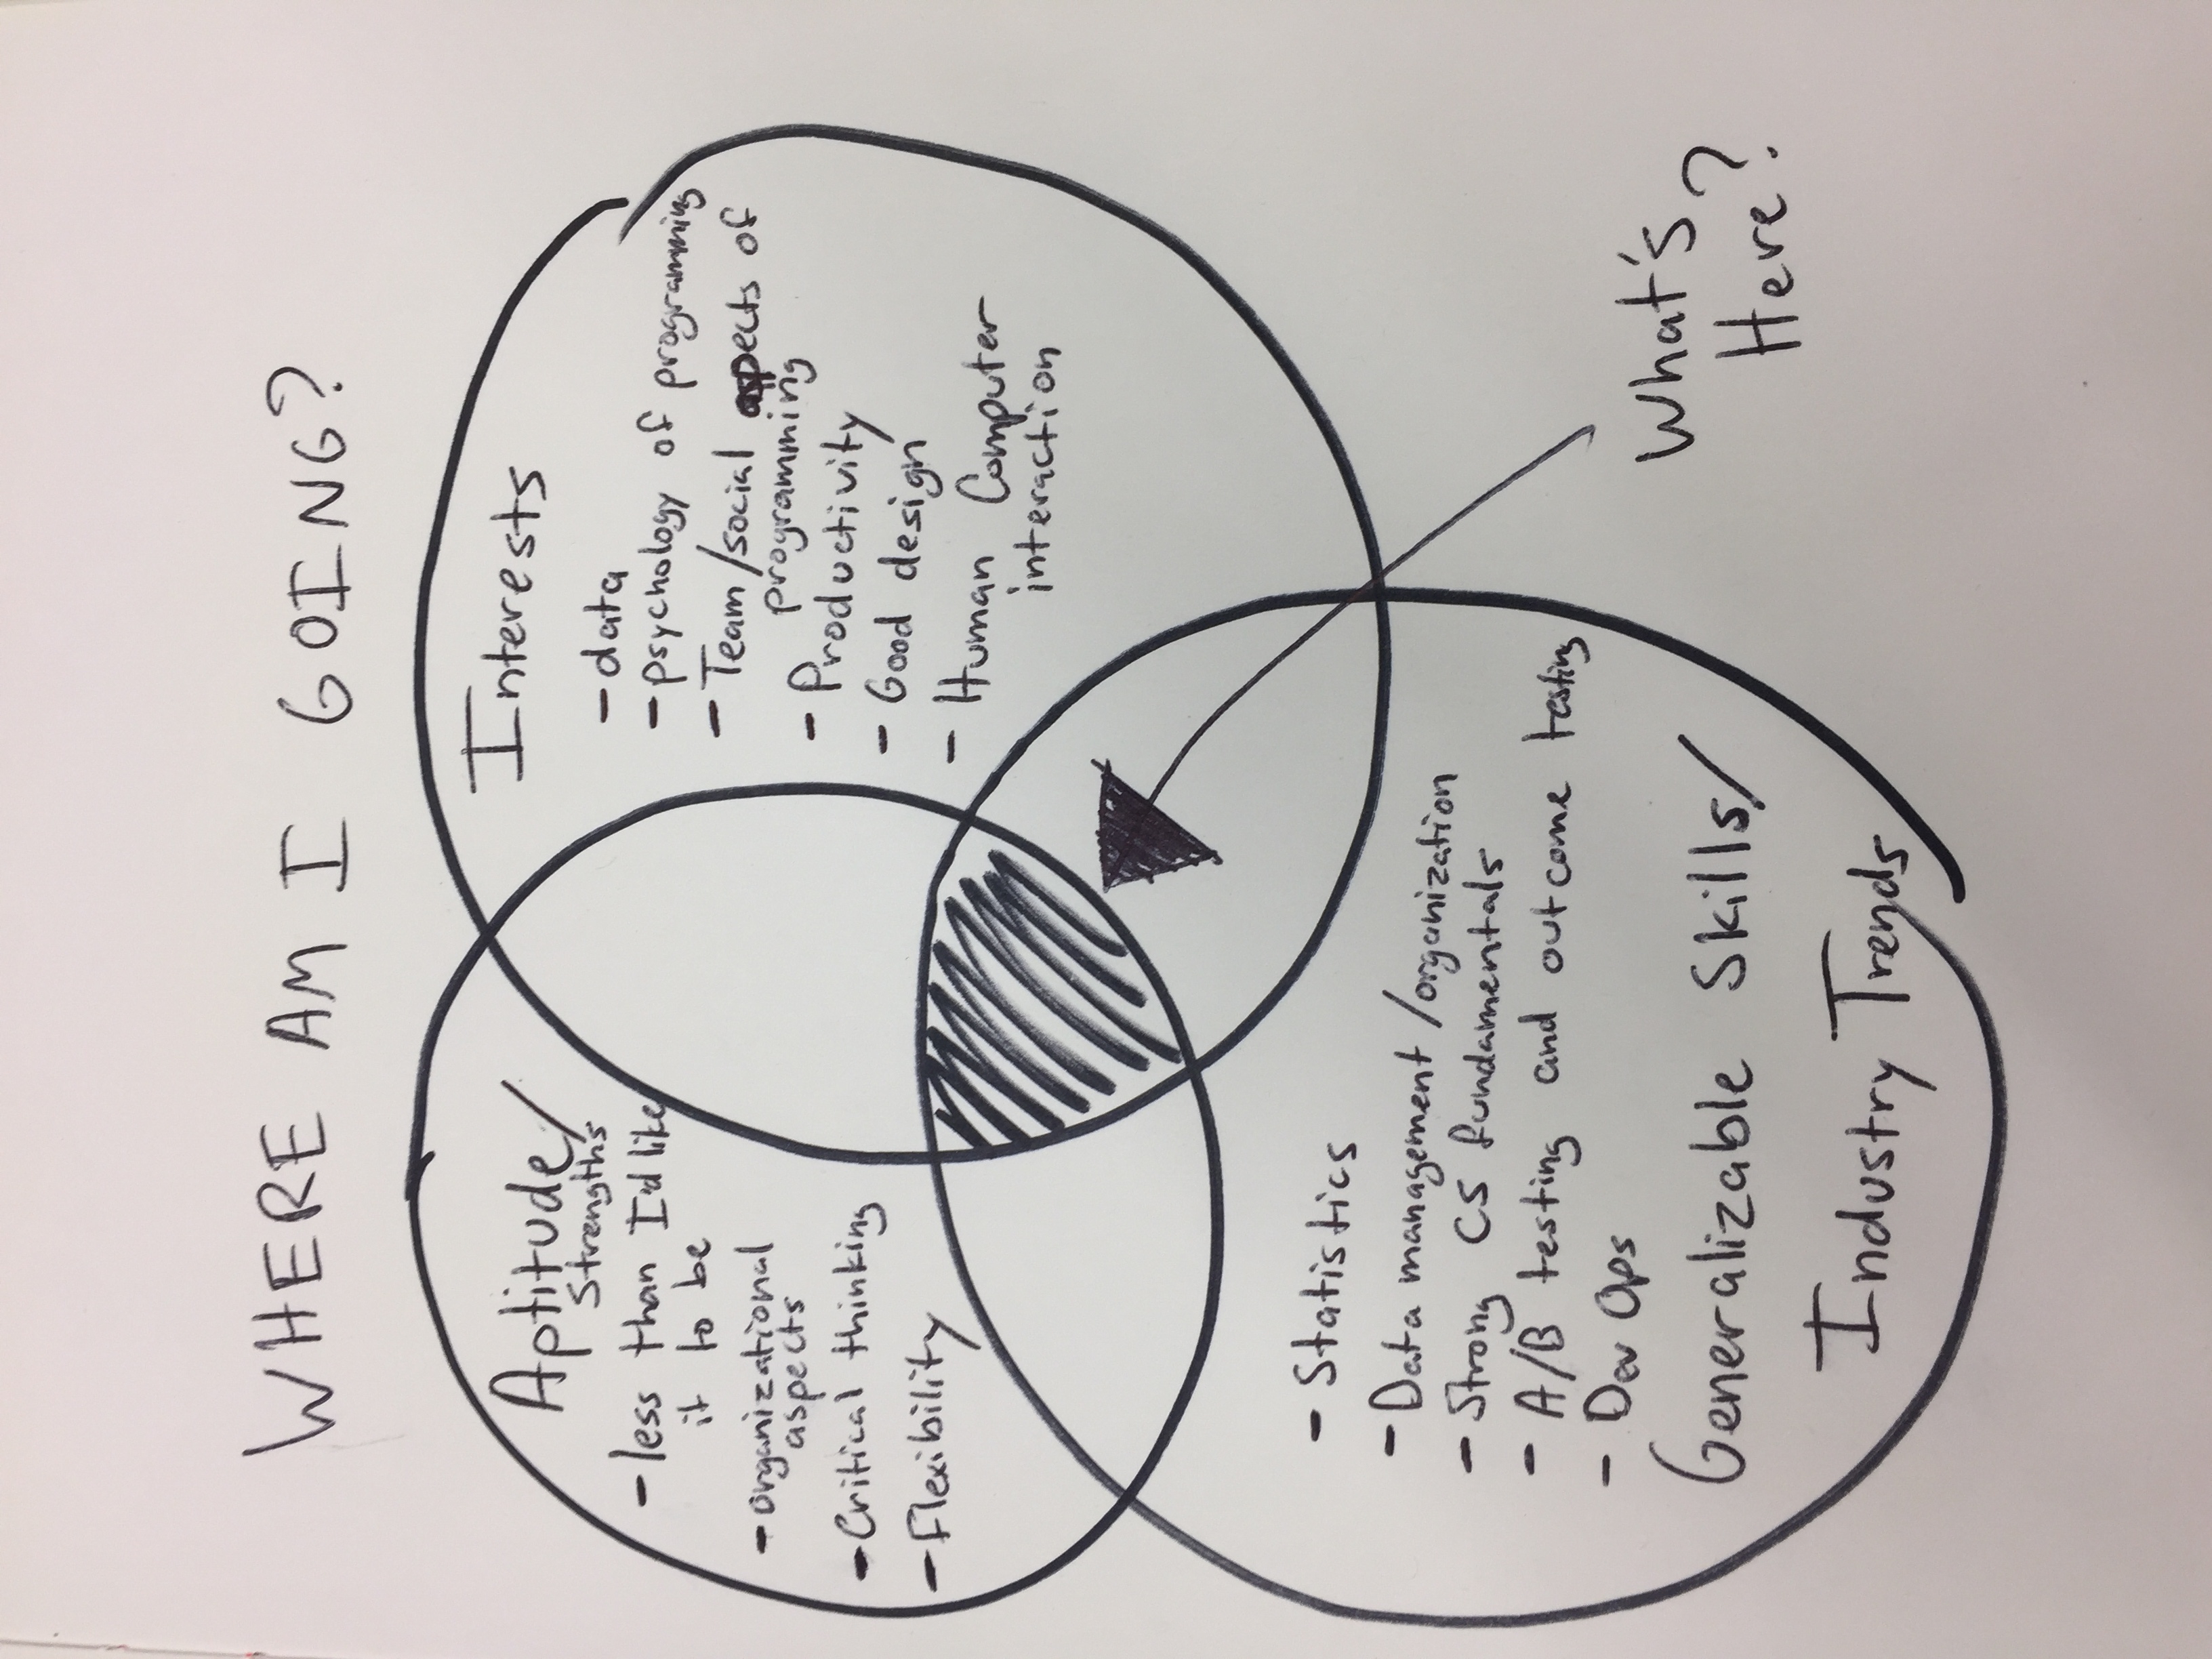 WHERE AM I GOING?
Aptitude/
Strengths
- less than I'd like
it to be
- organizational
aspects
- Critical thinking
- Flexibility
Interests
- data
- psychology of programming
- Team/social aspects of
programming
- Productivity
- Good design
- Human Computer
interaction
- Statistics
- Data management/organization
- Strong CS fundamentals
- A/B testing and outcome testing
- Dev Ops
Generalizable Skills/
Industry Trends
What's
Here?